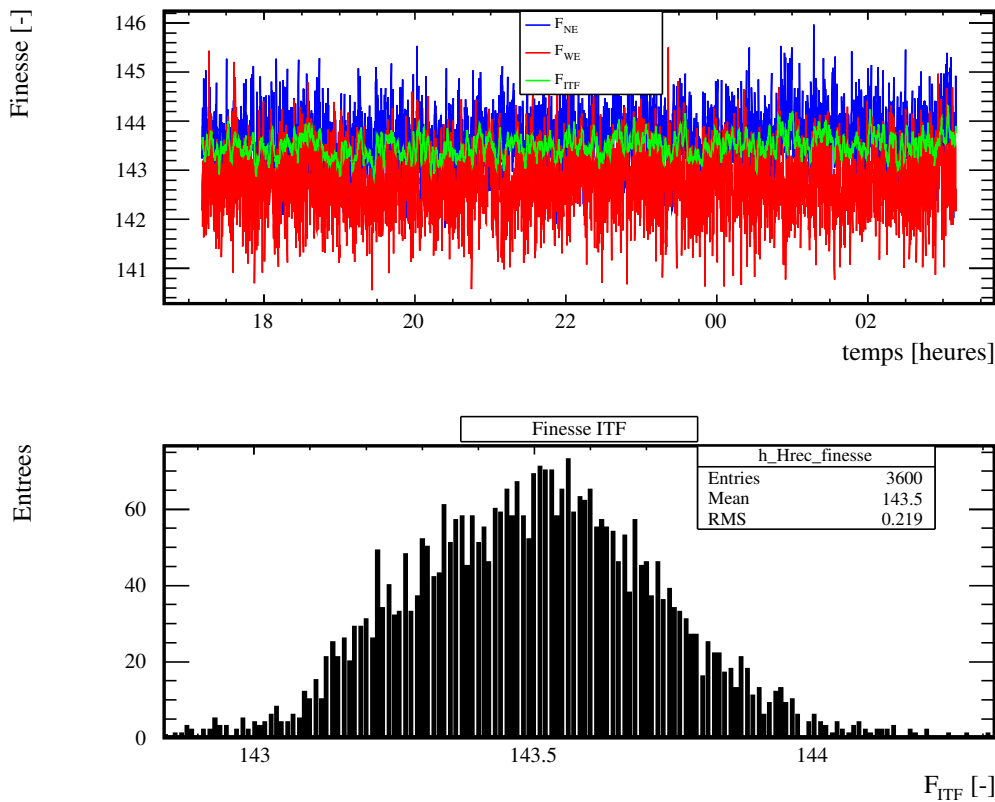 Finesse [-]
146
145
144
143
142
141
F_NE
F_WE
F_ITF
18
20
22
00
02
temps [heures]
Finesse ITF
Entrees
60
40
20
0
h_Hrec_finesse
Entries 3600
Mean 143.5
RMS 0.219
143
143.5
144
F_ITF [-]